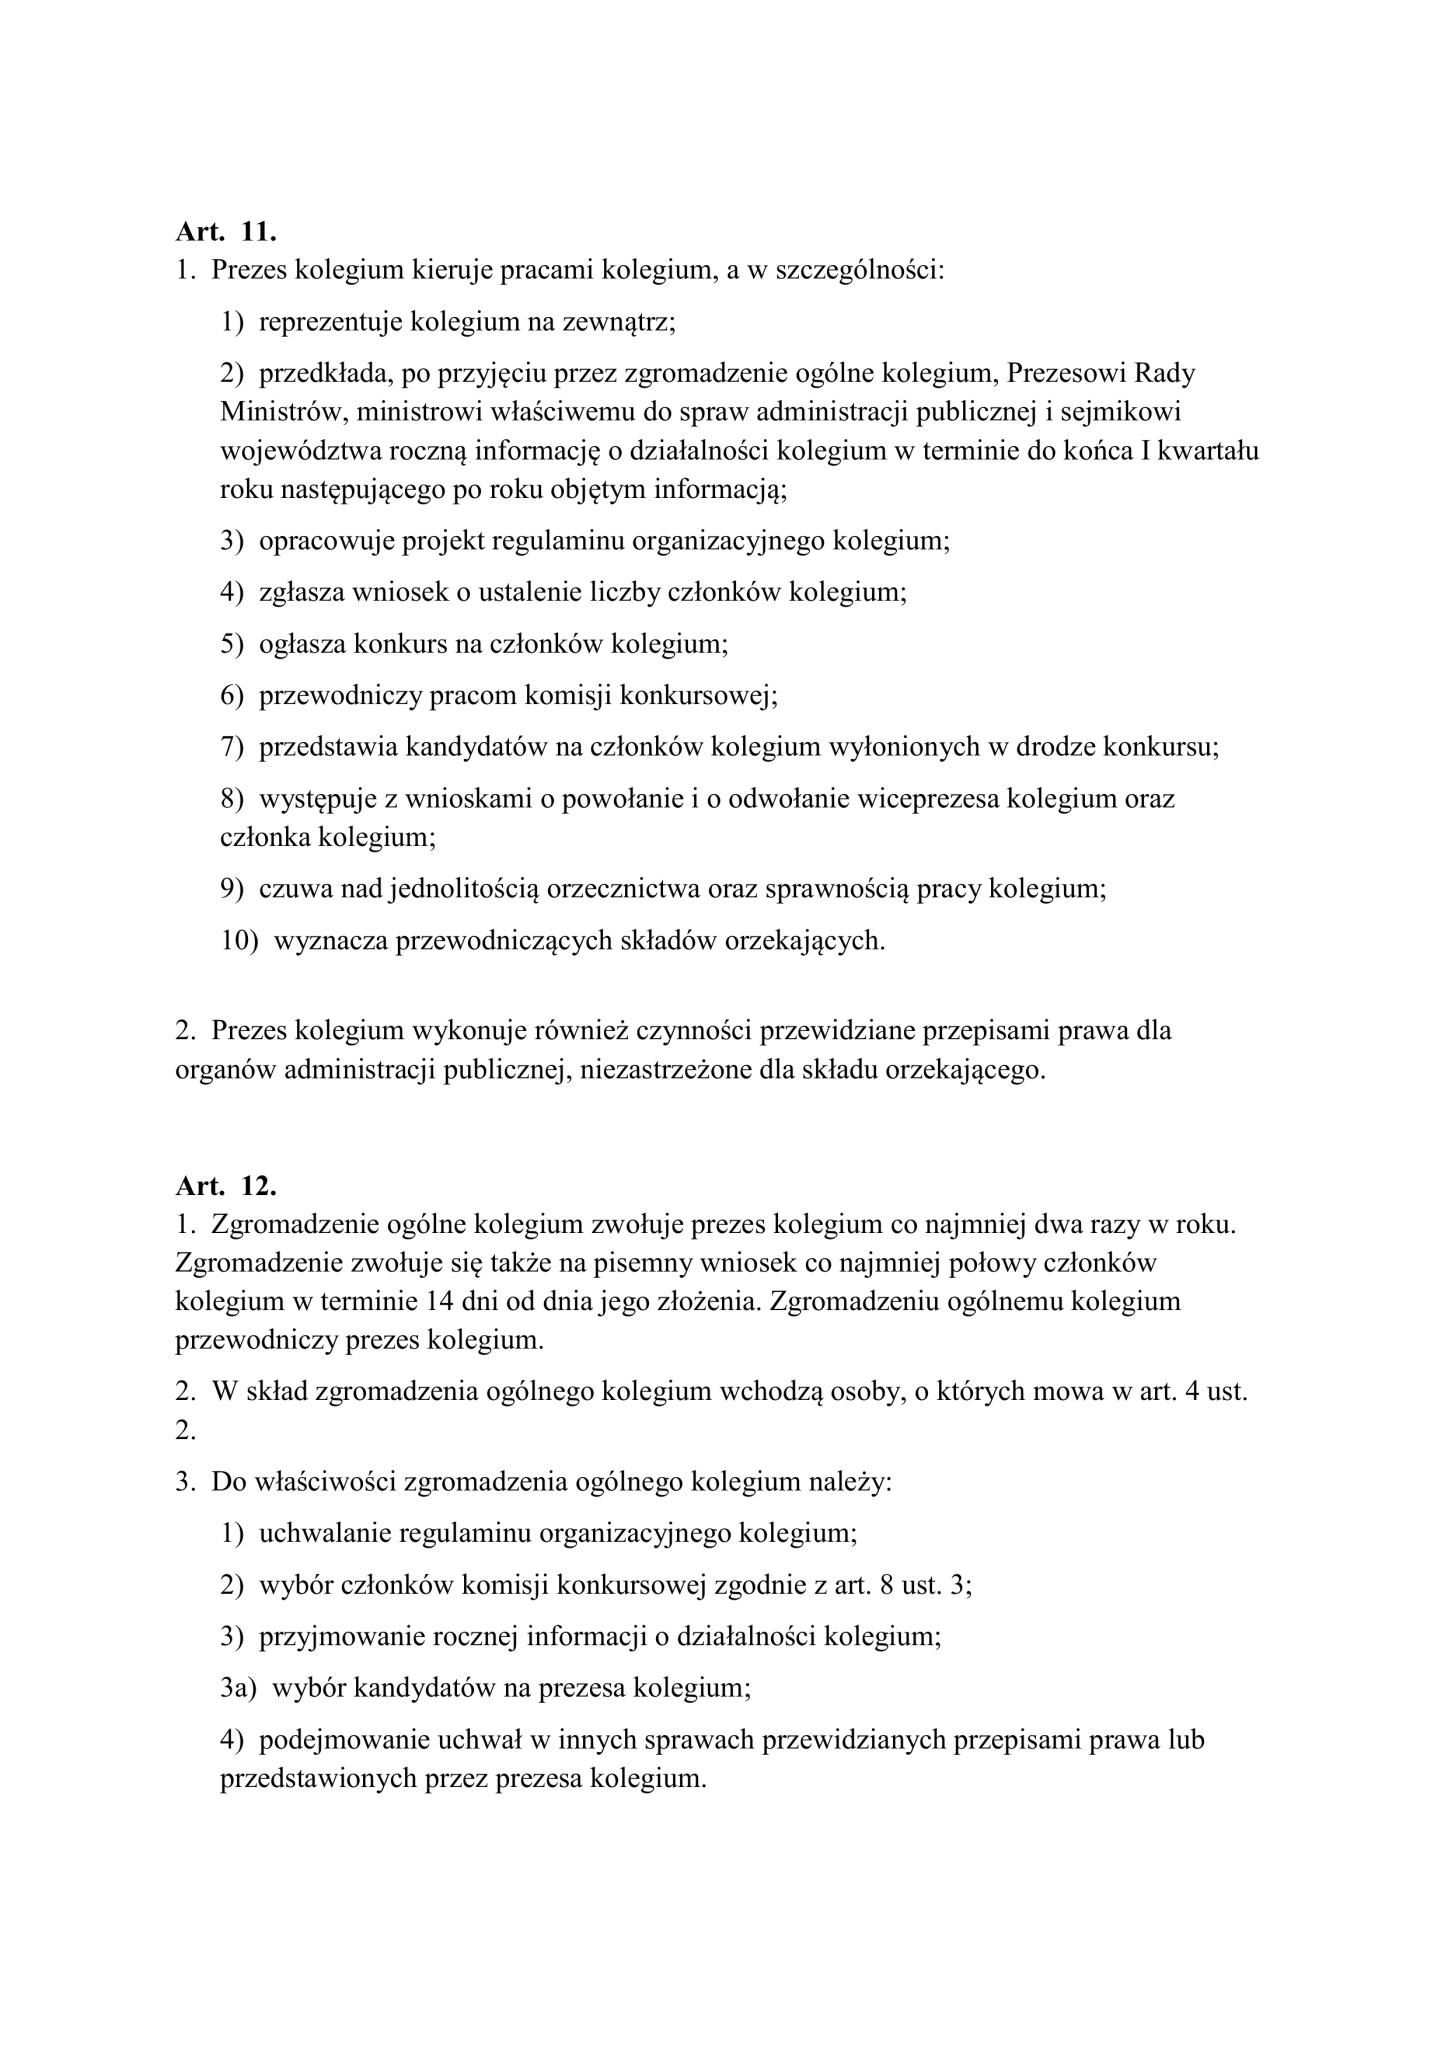 Art.  11.
1.  Prezes kolegium kieruje pracami kolegium, a w szczególności:
1)  reprezentuje kolegium na zewnątrz;
2)  przedkłada, po przyjęciu przez zgromadzenie ogólne kolegium, Prezesowi Rady
Ministrów, ministrowi właściwemu do spraw administracji publicznej i sejmikowi
województwa roczną informację o działalności kolegium w terminie do końca I kwartału
roku następującego po roku objętym informacją;
3)  opracowuje projekt regulaminu organizacyjnego kolegium;
4)  zgłasza wniosek o ustalenie liczby członków kolegium;
5)  ogłasza konkurs na członków kolegium;
6)  przewodniczy pracom komisji konkursowej;
7)  przedstawia kandydatów na członków kolegium wyłonionych w drodze konkursu;
8)  występuje z wnioskami o powołanie i o odwołanie wiceprezesa kolegium oraz
członka kolegium;
9)  czuwa nad jednolitością orzecznictwa oraz sprawnością pracy kolegium;
10)  wyznacza przewodniczących składów orzekających.
2.  Prezes kolegium wykonuje również czynności przewidziane przepisami prawa dla
organów administracji publicznej, niezastrzeżone dla składu orzekającego.
Art.  12.
1.  Zgromadzenie ogólne kolegium zwołuje prezes kolegium co najmniej dwa razy w roku.
Zgromadzenie zwołuje się także na pisemny wniosek co najmniej połowy członków
kolegium w terminie 14 dni od dnia jego złożenia. Zgromadzeniu ogólnemu kolegium
przewodniczy prezes kolegium.
2.  W skład zgromadzenia ogólnego kolegium wchodzą osoby, o których mowa w art. 4 ust.
2.
3.  Do właściwości zgromadzenia ogólnego kolegium należy:
1)  uchwalanie regulaminu organizacyjnego kolegium;
2)  wybór członków komisji konkursowej zgodnie z art. 8 ust. 3;
3)  przyjmowanie rocznej informacji o działalności kolegium;
3a)  wybór kandydatów na prezesa kolegium;
4)  podejmowanie uchwał w innych sprawach przewidzianych przepisami prawa lub
przedstawionych przez prezesa kolegium.